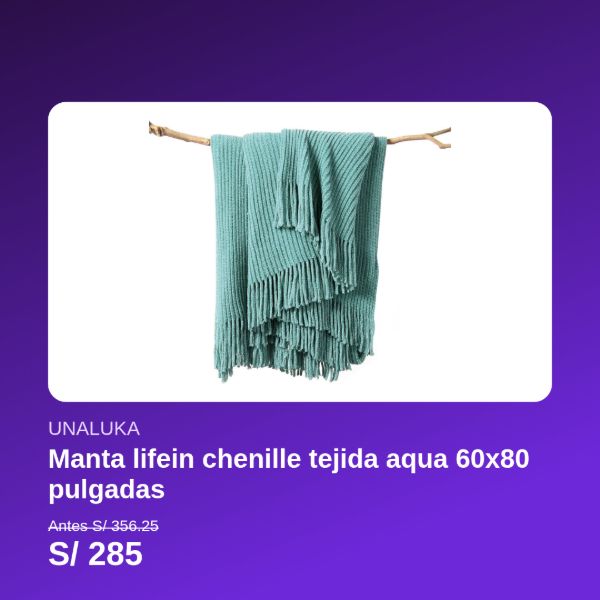 UNALUKA
Manta lifein chenille tejida aqua 60x80
pulgadas
Antes S/ 356.25
S/ 285